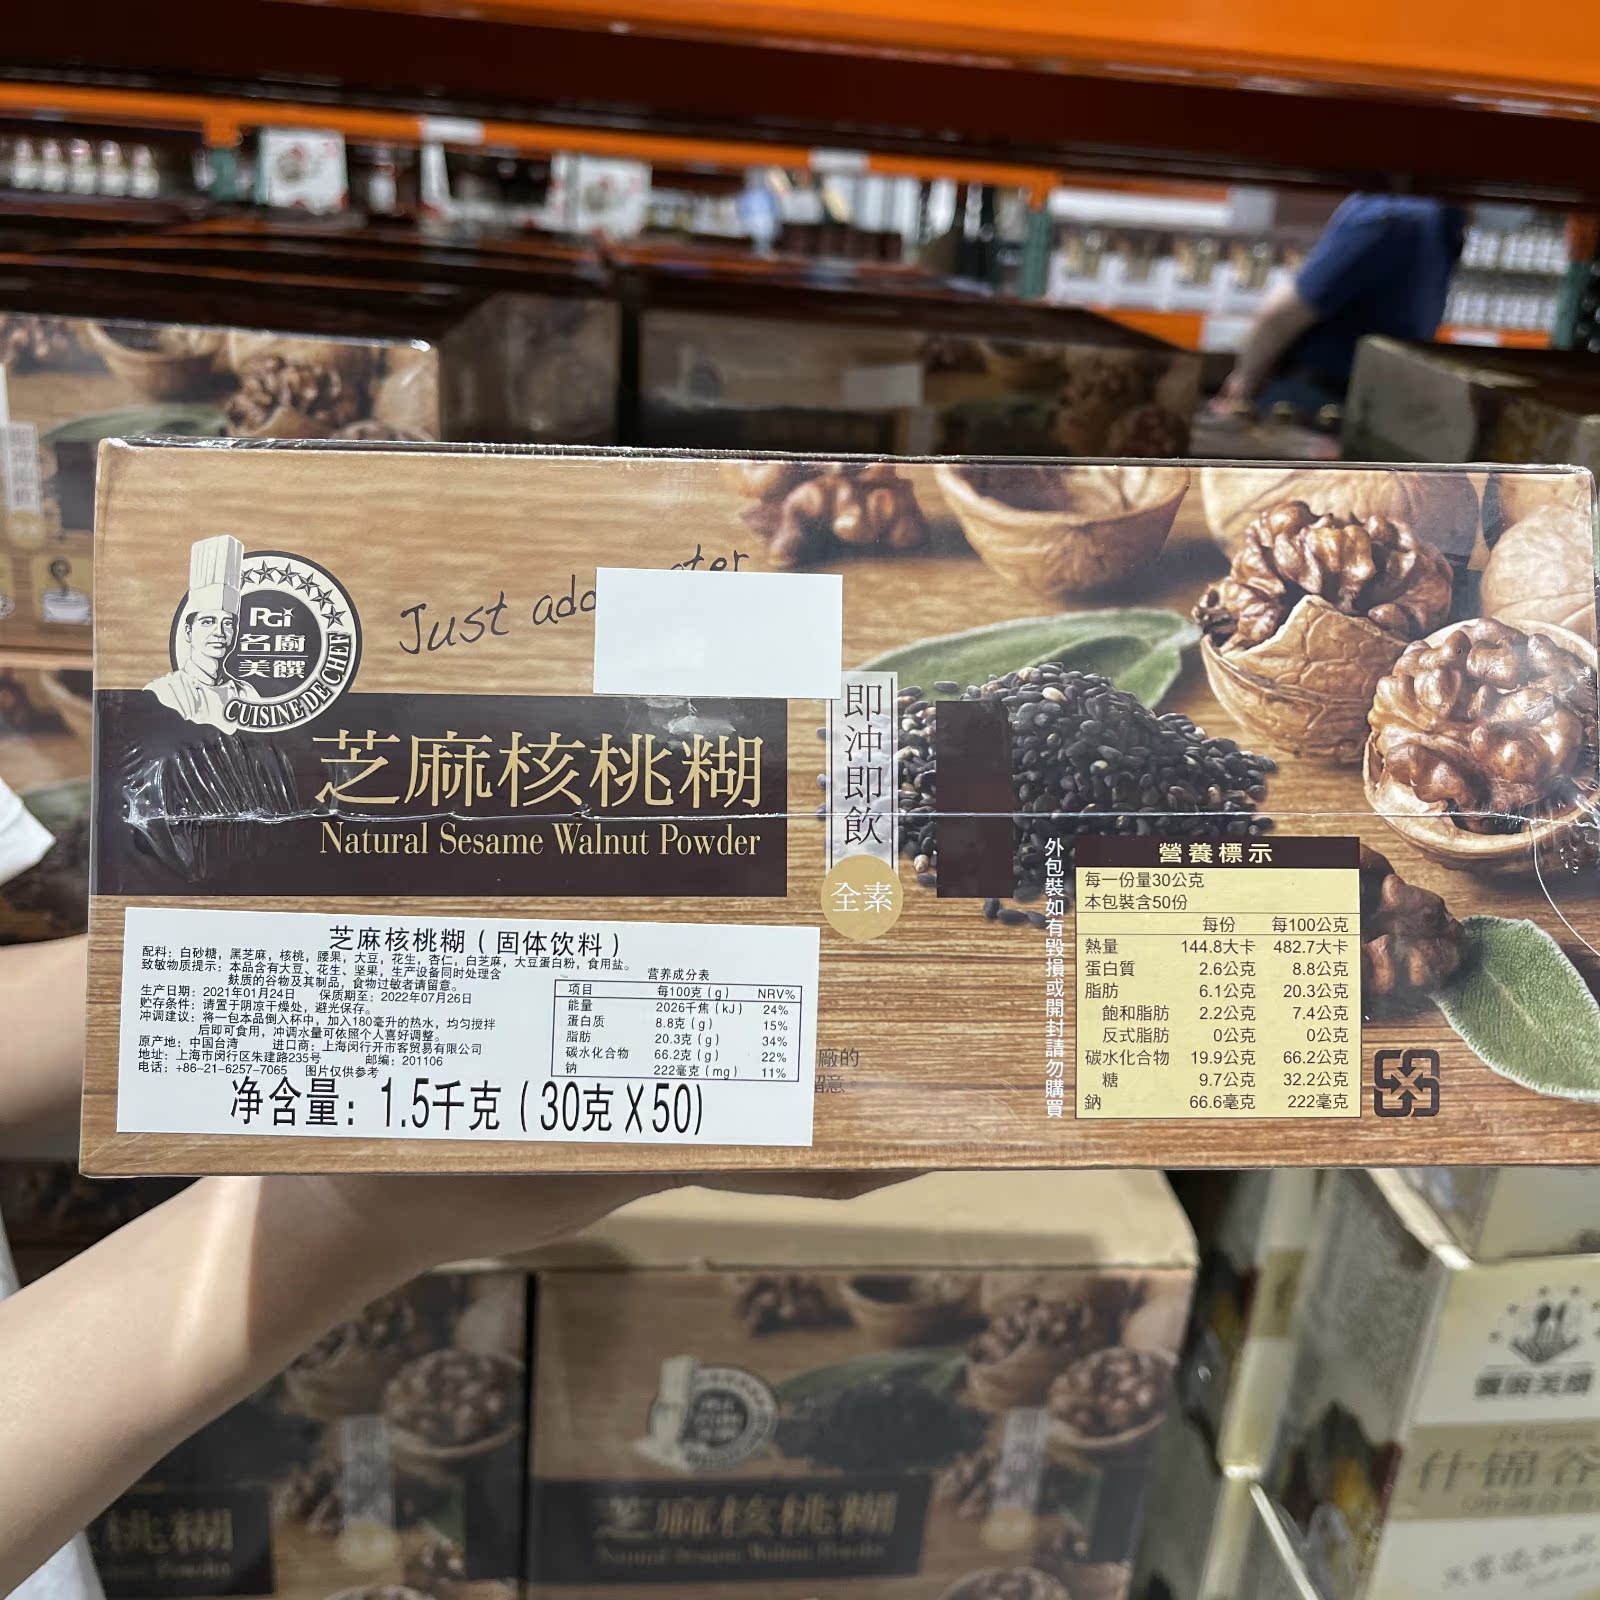 PGi
名廚
美饌
CUISINE DE CHEF
Just add
芝麻核桃糊
Natural Sesame Walnut Powder
即沖即飲
全素
芝麻核桃糊（固体饮料）
配料：白砂糖，黑芝麻，核桃，腰果，大豆，花生，杏仁，白芝麻，大豆蛋白粉，食用盐。
致敏物质提示：本品含有大豆、花生、坚果，生产设备同时处理含
麸质的谷物及其制品，食物过敏者请留意。
生产日期：2021年01月24日 保质期至：2022年07月26日
贮存条件：请置于阴凉干燥处，避光保存。
冲调建议：将一包本品倒入杯中，加入180毫升的热水，均匀搅拌
后即可食用，冲调水量可依照个人喜好调整。
原产地：中国台湾 进口商：上海闵行开市客贸易有限公司
地址：上海市闵行区朱建路235号 邮编：201106
电话：+86-21-6257-7065 图片仅供参考
营养成分表
项目 每100克(g) NRV%
能量 2026千焦(kJ) 24%
蛋白质 8.8克(g) 15%
脂肪 20.3克(g) 34%
碳水化合物 66.2克(g) 22%
钠 222毫克(mg) 11%
净含量：1.5千克（30克X50）
廠的
留意
外包裝如有毀損或開封請勿購買
營養標示
每一份量30公克
本包裝含50份
每份 每100公克
熱量 144.8大卡 482.7大卡
蛋白質 2.6公克 8.8公克
脂肪 6.1公克 20.3公克
飽和脂肪 2.2公克 7.4公克
反式脂肪 0公克 0公克
碳水化合物 19.9公克 66.2公克
糖 9.7公克 32.2公克
鈉 66.6毫克 222毫克
芝麻核桃糊
Natural Sesame Walnut Powder
桃糊
什錦谷